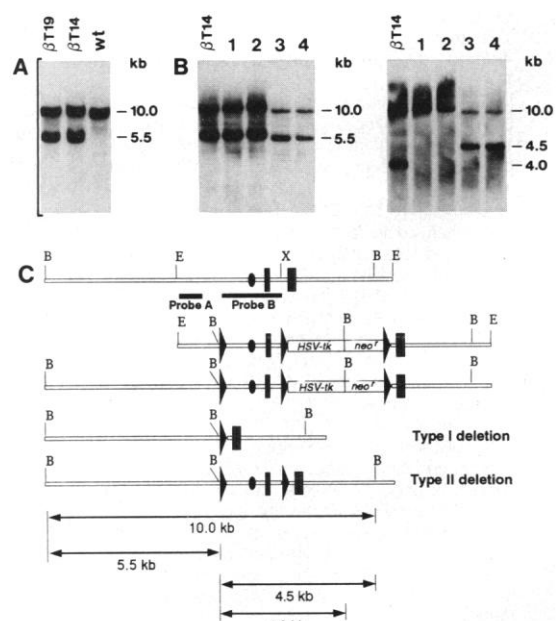 A
βT19
βT14
wt
kb
10.0
5.5
B
βT14
1
2
3
4
kb
10.0
5.5
βT14
1
2
3
4
kb
10.0
4.5
4.0
C
B
E
X
B
E
Probe A
Probe B
E
B
B
B
E
HSV-tk
neoʳ
B
B
B
B
HSV-tk
neoʳ
B
B
B
Type I deletion
B
B
B
Type II deletion
10.0 kb
5.5 kb
4.5 kb